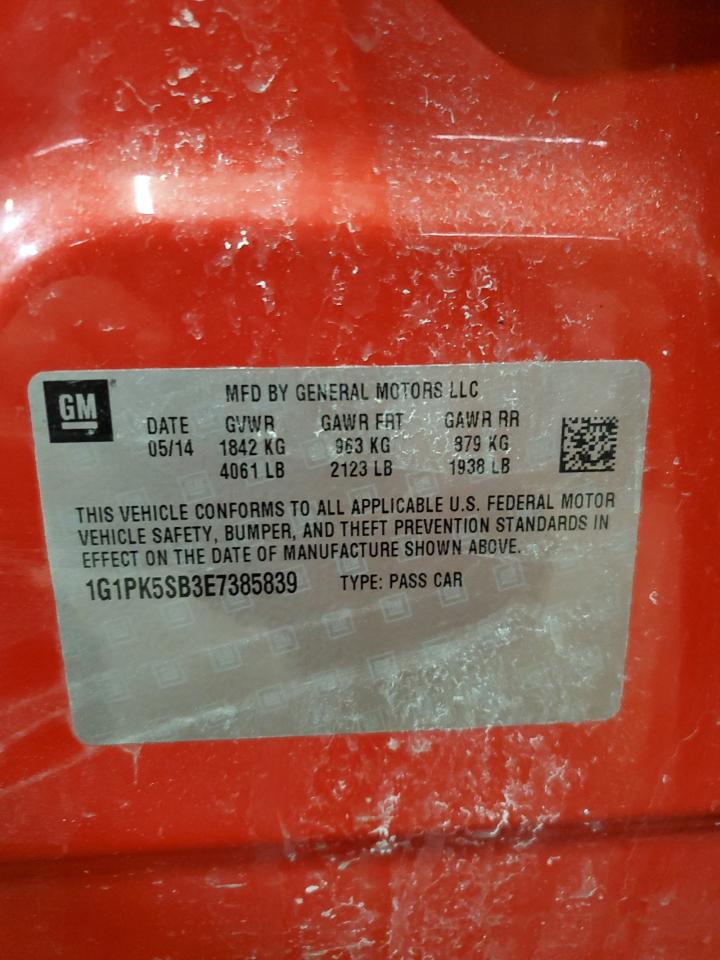 GM
MFD BY GENERAL MOTORS LLC
DATE GVWR GAWR FRT GAWR RR
05/14 1842 KG 963 KG 879 KG
4061 LB 2123 LB 1938 LB
THIS VEHICLE CONFORMS TO ALL APPLICABLE U.S. FEDERAL MOTOR
VEHICLE SAFETY, BUMPER, AND THEFT PREVENTION STANDARDS IN
EFFECT ON THE DATE OF MANUFACTURE SHOWN ABOVE.
1G1PK5SB3E7385839 TYPE: PASS CAR